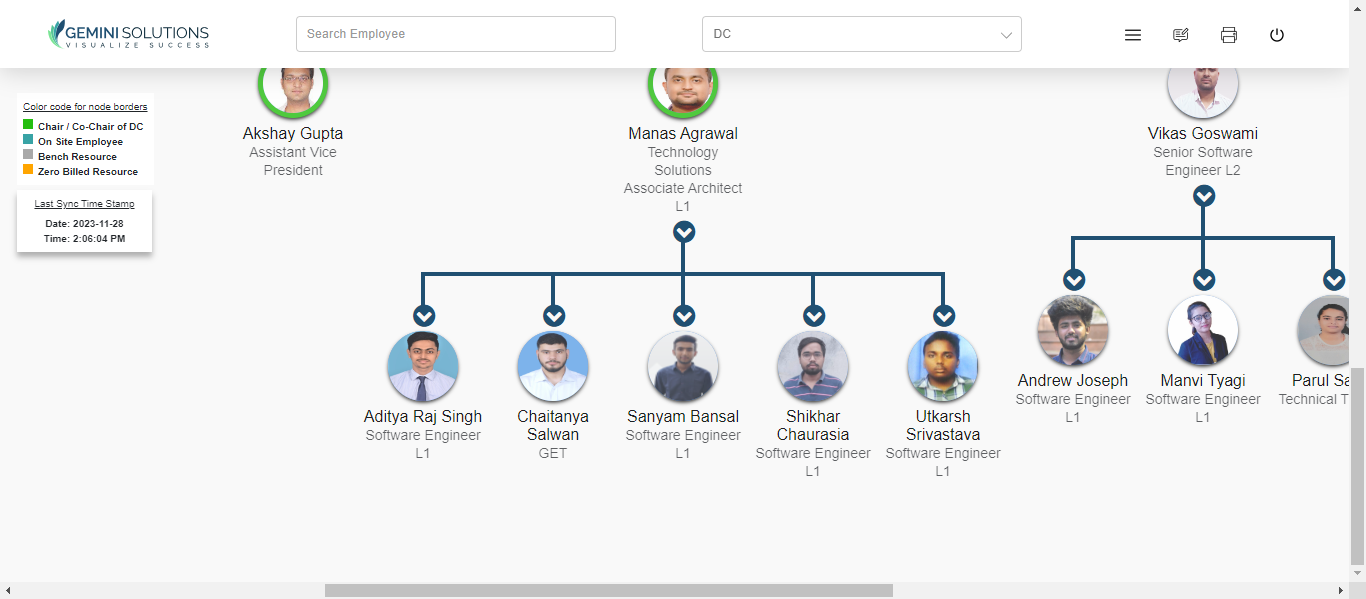 GEMINI SOLUTIONS
VISUALIZE SUCCESS
Search Employee
DC
Color code for node borders
Chair / Co-Chair of DC
On Site Employee
Bench Resource
Zero Billed Resource
Last Sync Time Stamp
Date: 2023-11-28
Time: 2:06:04 PM
Akshay Gupta
Assistant Vice
President
Manas Agrawal
Technology
Solutions
Associate Architect
L1
Vikas Goswami
Senior Software
Engineer L2
Aditya Raj Singh
Software Engineer
L1
Chaitanya
Salwan
GET
Sanyam Bansal
Software Engineer
L1
Shikhar
Chaurasia
Software Engineer
L1
Utkarsh
Srivastava
Software Engineer
L1
Andrew Joseph
Software Engineer
L1
Manvi Tyagi
Software Engineer
L1
Parul Sa
Technical T